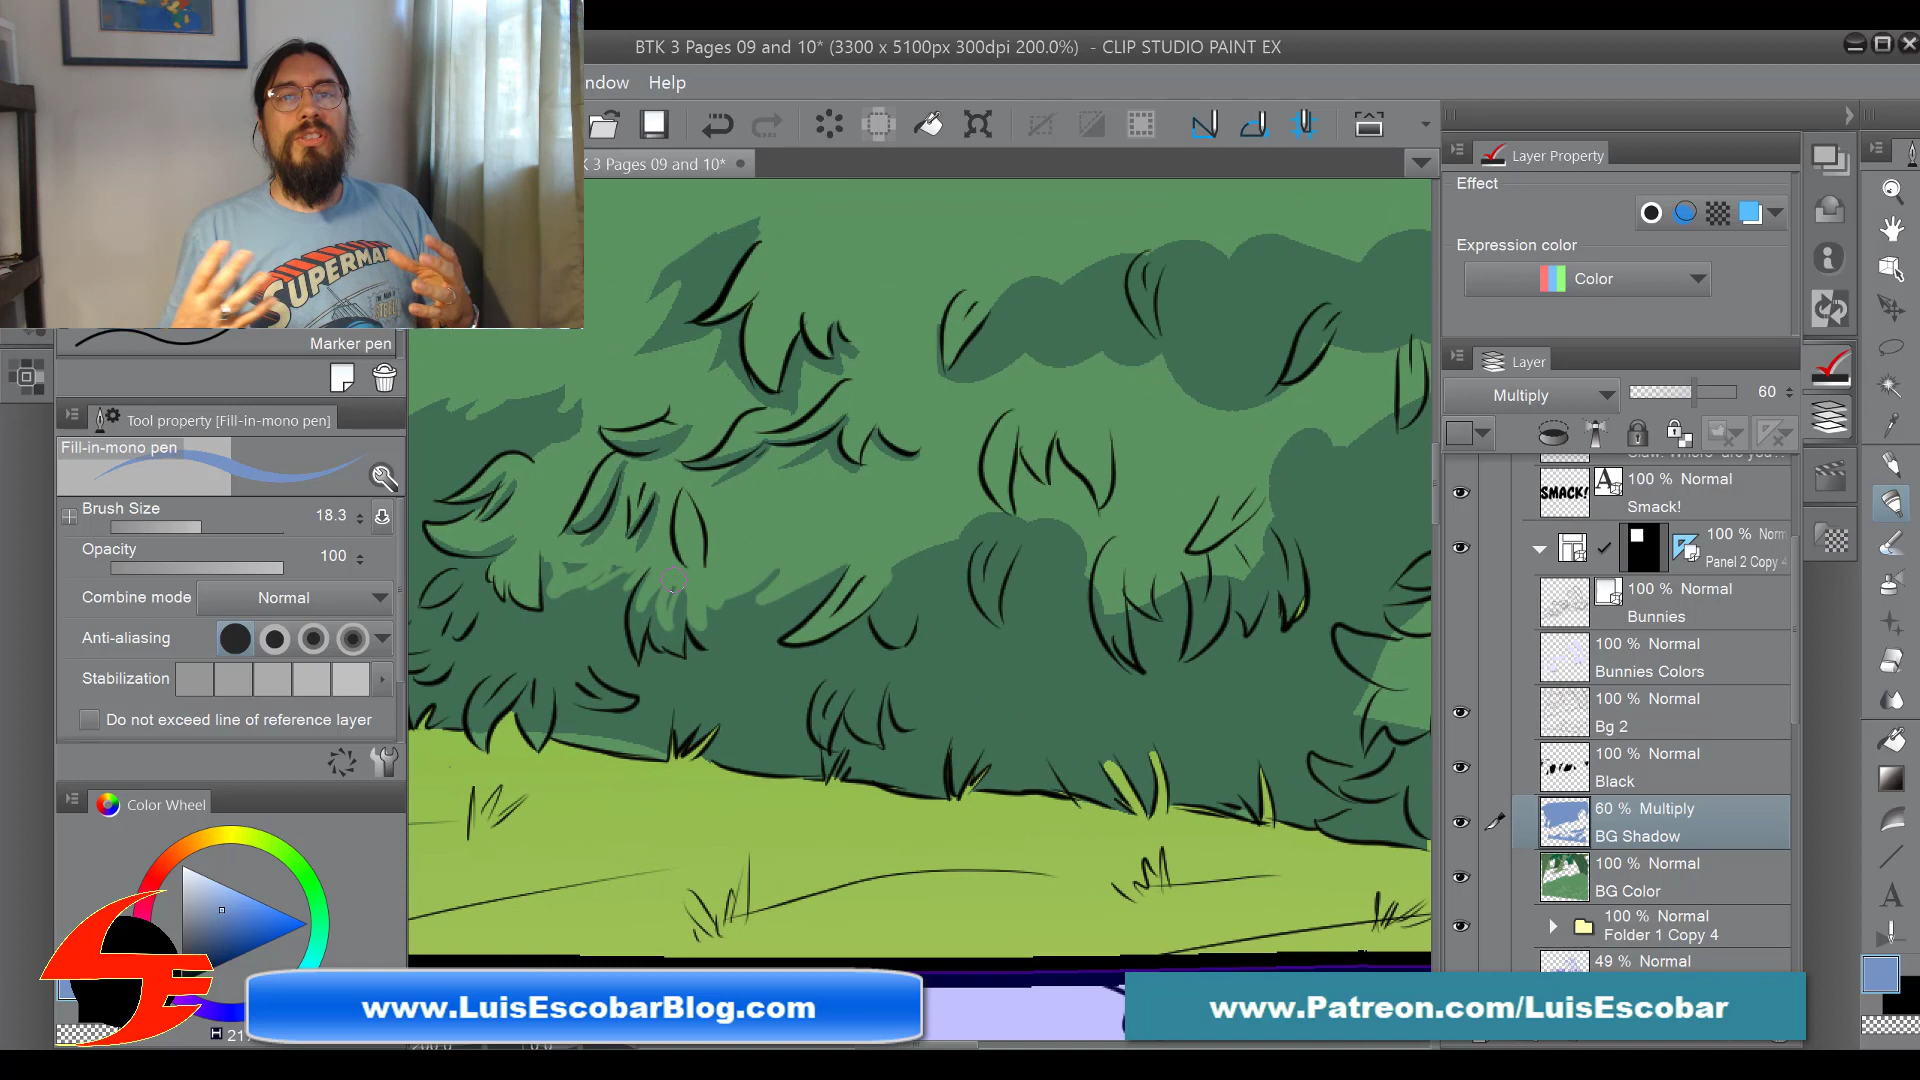 BTK 3 Pages 09 and 10* (3300 x 5100px 300dpi 200.0%) - CLIP STUDIO PAINT EX
ndow Help
K 3 Pages 09 and 10*
SUPERMAN
Marker pen
Tool property [Fill-in-mono pen]
Fill-in-mono pen
Brush Size 18.3
Opacity 100
Combine mode Normal
Anti-aliasing
Stabilization
Do not exceed line of reference layer
Color Wheel
H 21
Layer Property
Effect
Expression color
Color
Layer
Multiply 60
SMACK! A 100 % Normal
Smack!
100 % Norm
Panel 2 Copy 4
100 % Normal
Bunnies
100 % Normal
Bunnies Colors
100 % Normal
Bg 2
100 % Normal
Black
60 % Multiply
BG Shadow
100 % Normal
BG Color
100 % Normal
Folder 1 Copy 4
49 % Normal
www.LuisEscobarBlog.com
www.Patreon.com/LuisEscobar